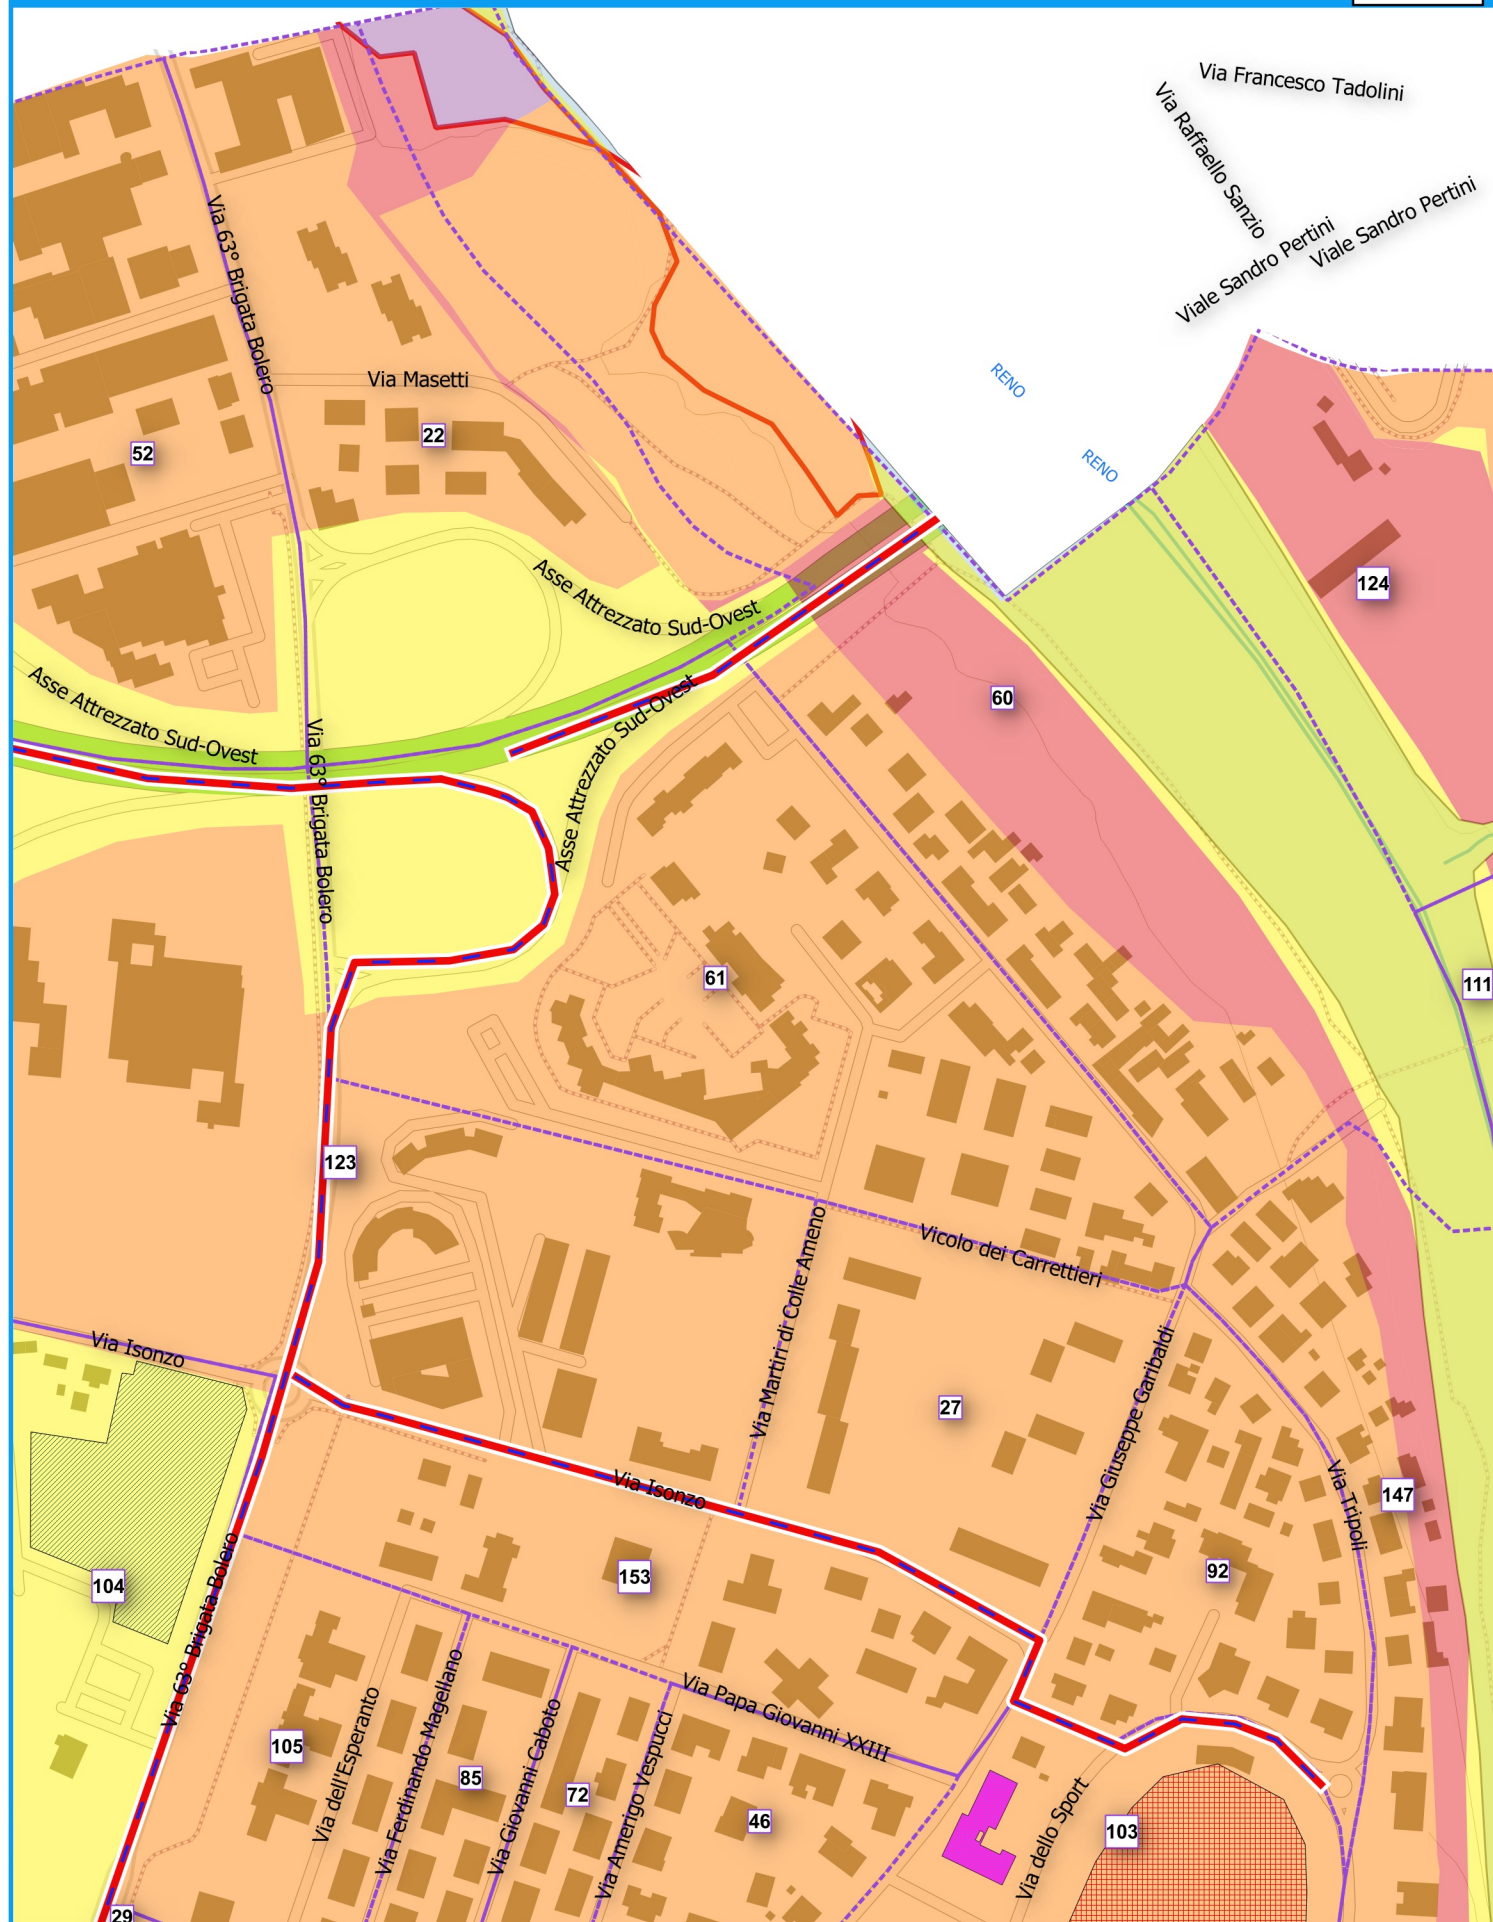 Via Francesco Tadolini
Via Raffaello Sanzio
Viale Sandro Pertini
Viale Sandro Pertini
Via 63º Brigata Bolero
RENO
Via Masetti
22
52
RENO
Asse Attrezzato Sud-Ovest
124
Asse Attrezzato Sud-Ovest
60
Via 63º Brigata Bolero
Asse Attrezzato Sud-Ovest
61
111
123
Vicolo dei Carrettieri
Via Martiri di Colle Ameno
Via Isonzo
27
Via Giuseppe Garibaldi
Via Isonzo
147
Via Tripoli
92
153
104
Via 63º Brigata Bolero
Via Papa Giovanni XXIII
105
Via dell'Esperanto
Via Ferdinando Magellano
85
Via Giovanni Caboto
72
Via Amerigo Vespucci
46
Via dello Sport
103
29